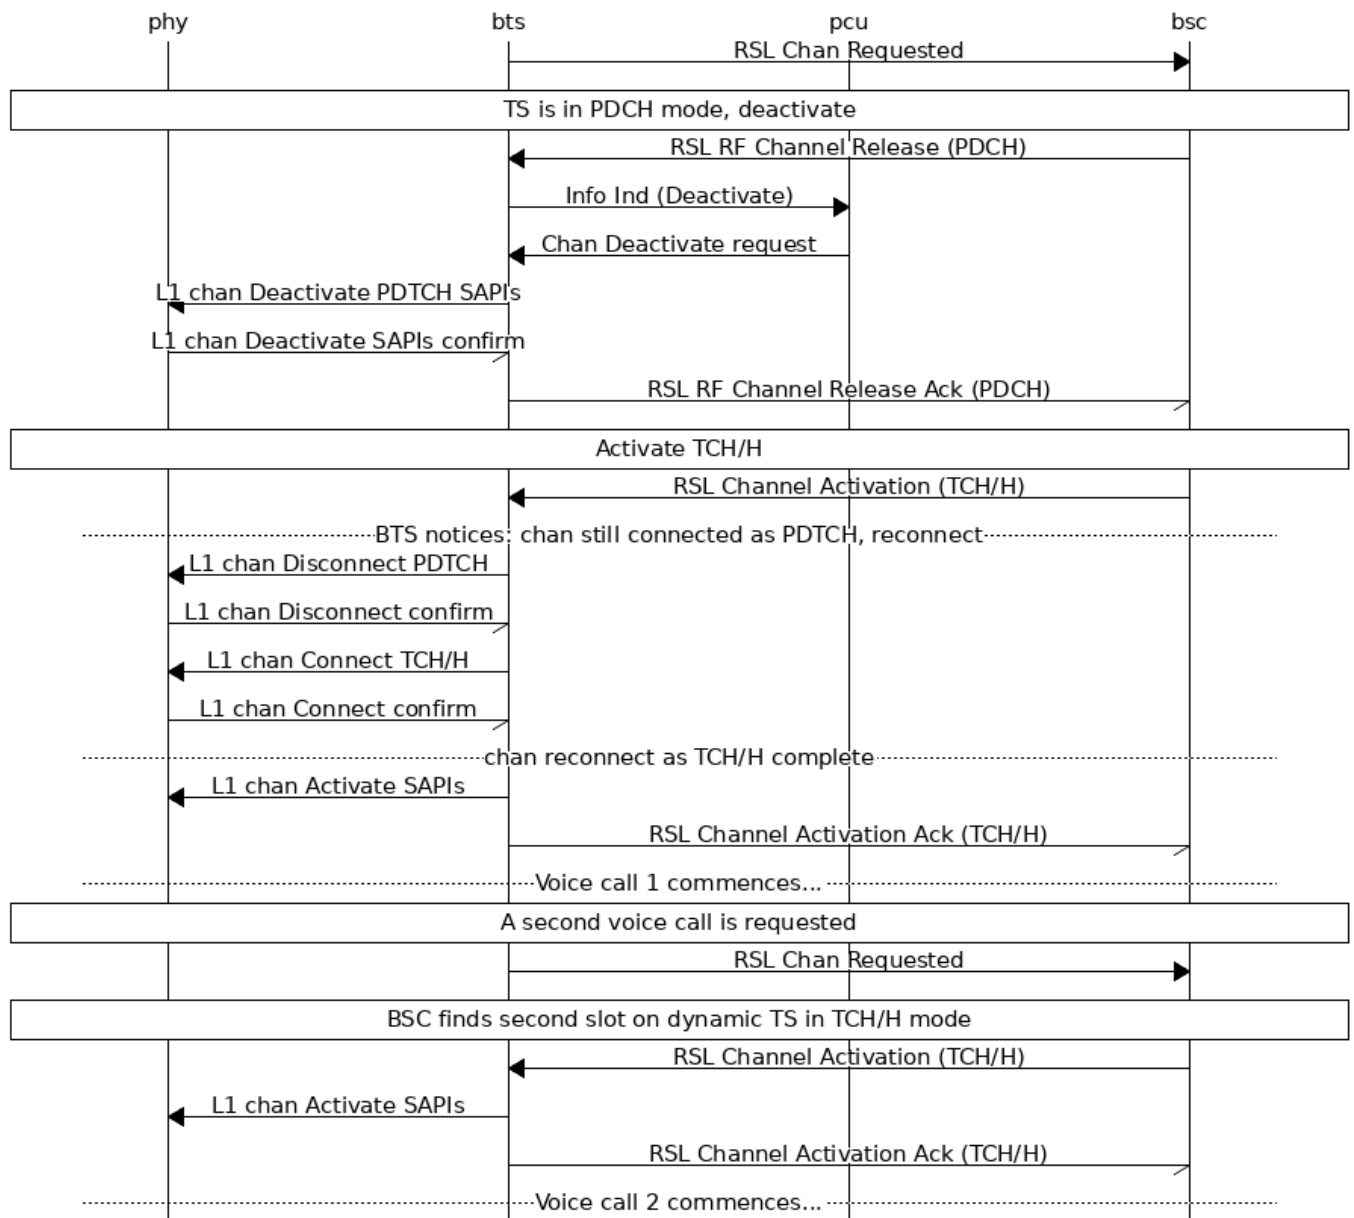 phy bts pcu bsc
RSL Chan Requested
TS is in PDCH mode, deactivate
RSL RF Channel Release (PDCH)
Info Ind (Deactivate)
Chan Deactivate request
L1 chan Deactivate PDTCH SAPIs
L1 chan Deactivate SAPIs confirm
RSL RF Channel Release Ack (PDCH)
Activate TCH/H
RSL Channel Activation (TCH/H)
BTS notices: chan still connected as PDTCH, reconnect
L1 chan Disconnect PDTCH
L1 chan Disconnect confirm
L1 chan Connect TCH/H
L1 chan Connect confirm
chan reconnect as TCH/H complete
L1 chan Activate SAPIs
RSL Channel Activation Ack (TCH/H)
Voice call 1 commences...
A second voice call is requested
RSL Chan Requested
BSC finds second slot on dynamic TS in TCH/H mode
RSL Channel Activation (TCH/H)
L1 chan Activate SAPIs
RSL Channel Activation Ack (TCH/H)
Voice call 2 commences...